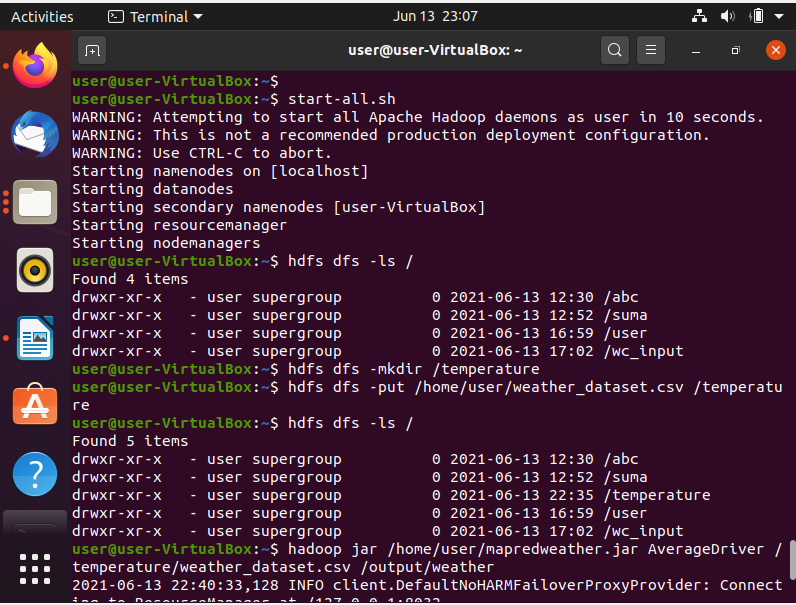 Activities
Terminal
Jun 13 23:07
user@user-VirtualBox: ~
user@user-VirtualBox:~$
user@user-VirtualBox:~$ start-all.sh
WARNING: Attempting to start all Apache Hadoop daemons as user in 10 seconds.
WARNING: This is not a recommended production deployment configuration.
WARNING: Use CTRL-C to abort.
Starting namenodes on [localhost]
Starting datanodes
Starting secondary namenodes [user-VirtualBox]
Starting resourcemanager
Starting nodemanagers
user@user-VirtualBox:~$ hdfs dfs -ls /
Found 4 items
drwxr-xr-x   - user supergroup          0 2021-06-13 12:30 /abc
drwxr-xr-x   - user supergroup          0 2021-06-13 12:52 /suma
drwxr-xr-x   - user supergroup          0 2021-06-13 16:59 /user
drwxr-xr-x   - user supergroup          0 2021-06-13 17:02 /wc_input
user@user-VirtualBox:~$ hdfs dfs -mkdir /temperature
user@user-VirtualBox:~$ hdfs dfs -put /home/user/weather_dataset.csv /temperatu
re
user@user-VirtualBox:~$ hdfs dfs -ls /
Found 5 items
drwxr-xr-x   - user supergroup          0 2021-06-13 12:30 /abc
drwxr-xr-x   - user supergroup          0 2021-06-13 12:52 /suma
drwxr-xr-x   - user supergroup          0 2021-06-13 22:35 /temperature
drwxr-xr-x   - user supergroup          0 2021-06-13 16:59 /user
drwxr-xr-x   - user supergroup          0 2021-06-13 17:02 /wc_input
user@user-VirtualBox:~$ hadoop jar /home/user/mapredweather.jar AverageDriver /
temperature/weather_dataset.csv /output/weather
2021-06-13 22:40:33,128 INFO client.DefaultNoHARMFailoverProxyProvider: Connect
ing to ResourceManager at /127.0.0.1:8032